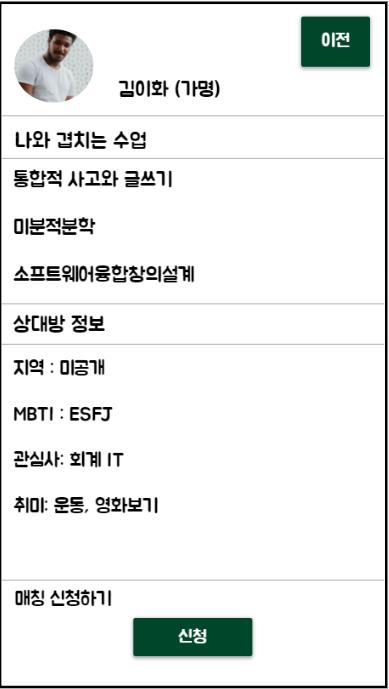 이전
김이화 (가명)
나와 겹치는 수업
통합적 사고와 글쓰기
미분적분학
소프트웨어융합창의설계
상대방 정보
지역 : 미공개
MBTI : ESFJ
관심사: 회계 IT
취미: 운동, 영화보기
매칭 신청하기
신청